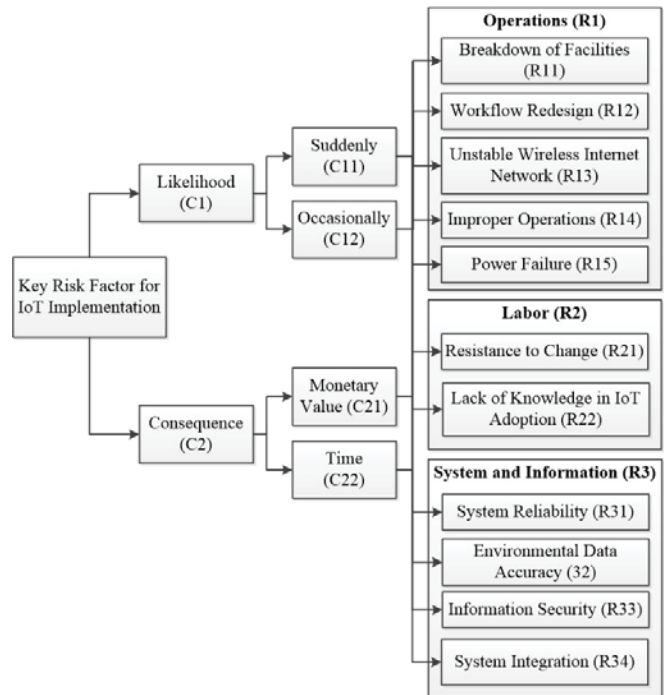 Key Risk Factor for
IoT Implementation
Likelihood
(C1)
Consequence
(C2)
Suddenly
(C11)
Occasionally
(C12)
Monetary
Value (C21)
Time
(C22)
Operations (R1)
Breakdown of Facilities
(R11)
Workflow Redesign (R12)
Unstable Wireless Internet
Network (R13)
Improper Operations (R14)
Power Failure (R15)
Labor (R2)
Resistance to Change (R21)
Lack of Knowledge in IoT
Adoption (R22)
System and Information (R3)
System Reliability (R31)
Environmental Data
Accuracy (32)
Information Security (R33)
System Integration (R34)